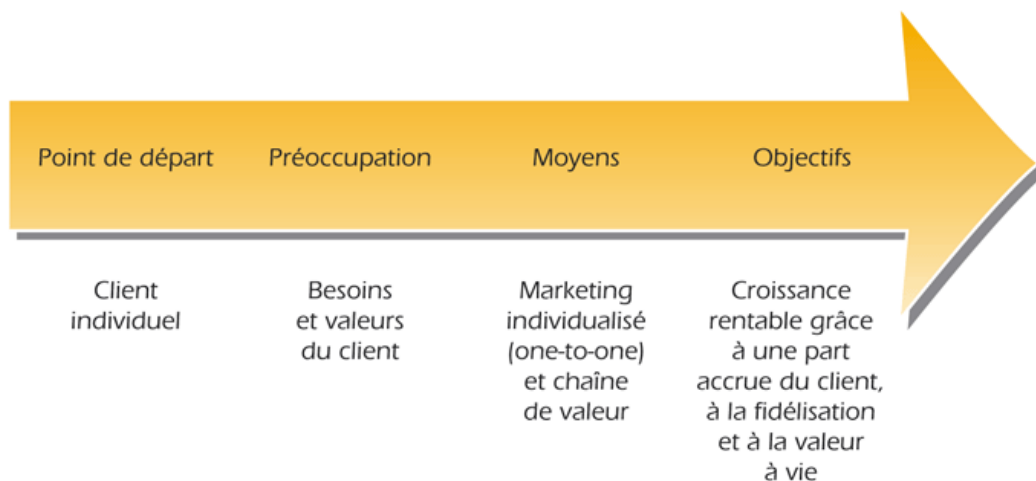 Point de départ
Préoccupation
Moyens
Objectifs
Client
individuel
Besoins
et valeurs
du client
Marketing
individualisé
(one-to-one)
et chaîne
de valeur
Croissance
rentable grâce
à une part
accrue du client,
à la fidélisation
et à la valeur
à vie